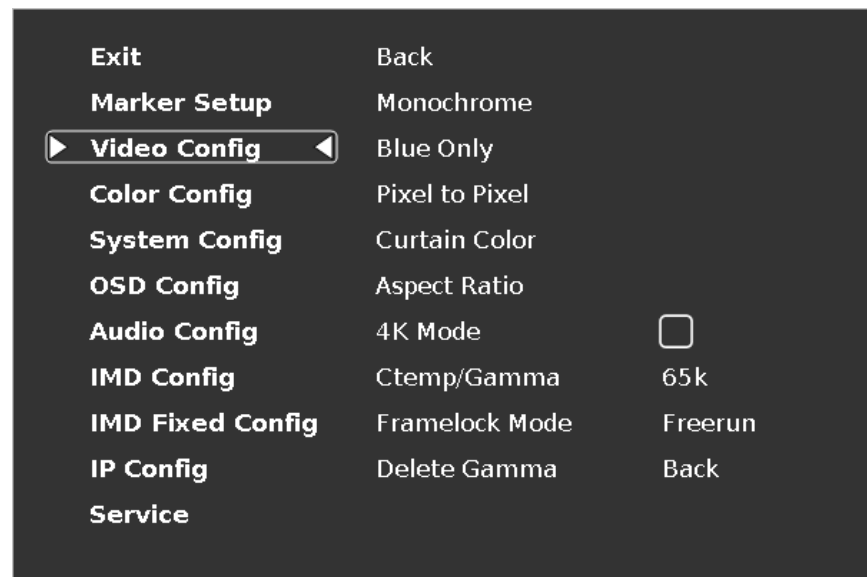 Exit Back
Marker Setup Monochrome
Video Config Blue Only
Color Config Pixel to Pixel
System Config Curtain Color
OSD Config Aspect Ratio
Audio Config 4K Mode
IMD Config Ctemp/Gamma 65k
IMD Fixed Config Framelock Mode Freerun
IP Config Delete Gamma Back
Service